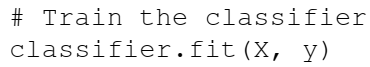 # Train the classifier
classifier.fit(X, y)